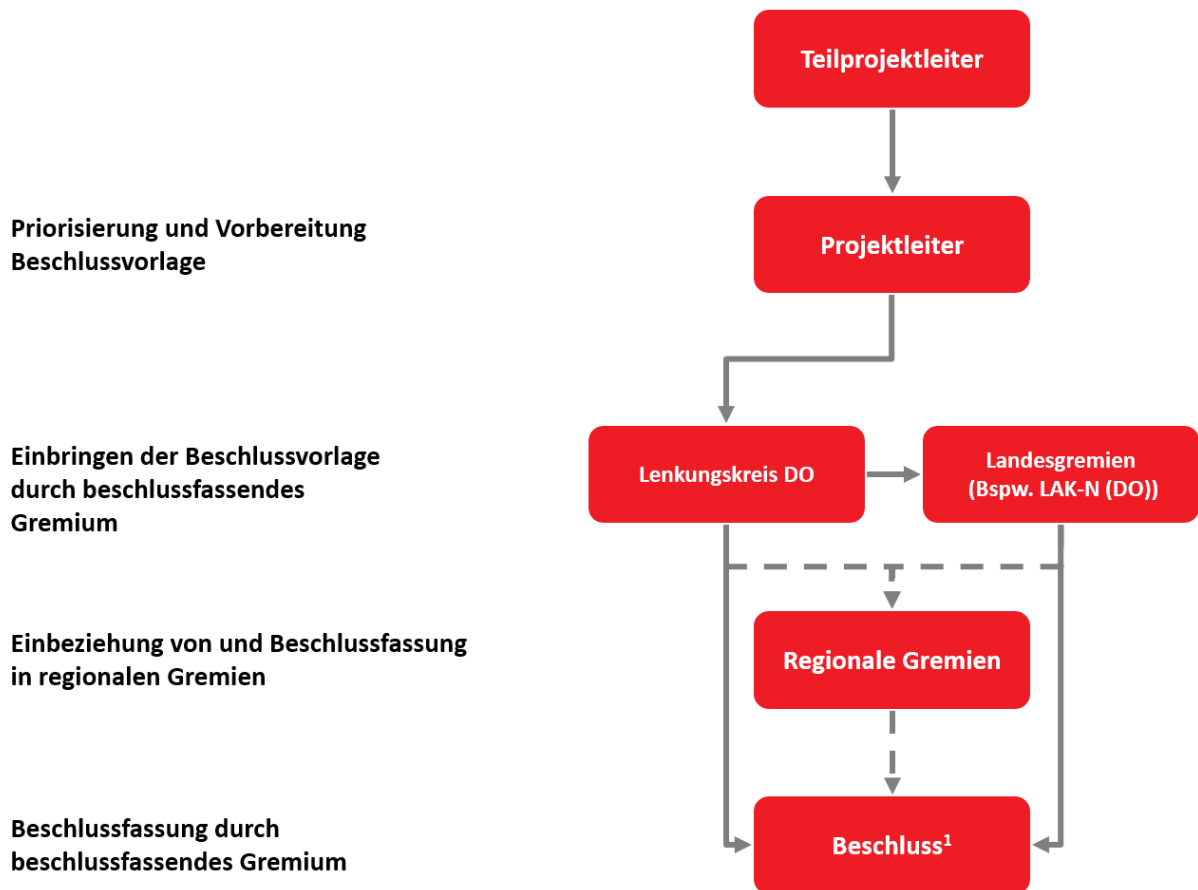 Teilprojektleiter
Priorisierung und Vorbereitung
Beschlussvorlage
Projektleiter
Einbringen der Beschlussvorlage
durch beschlussfassendes
Gremium
Lenkungskreis DO
Landesgremien
(Bspw. LAK-N (DO))
Einbeziehung von und Beschlussfassung
in regionalen Gremien
Regionale Gremien
Beschlussfassung durch
beschlussfassendes Gremium
Beschluss¹